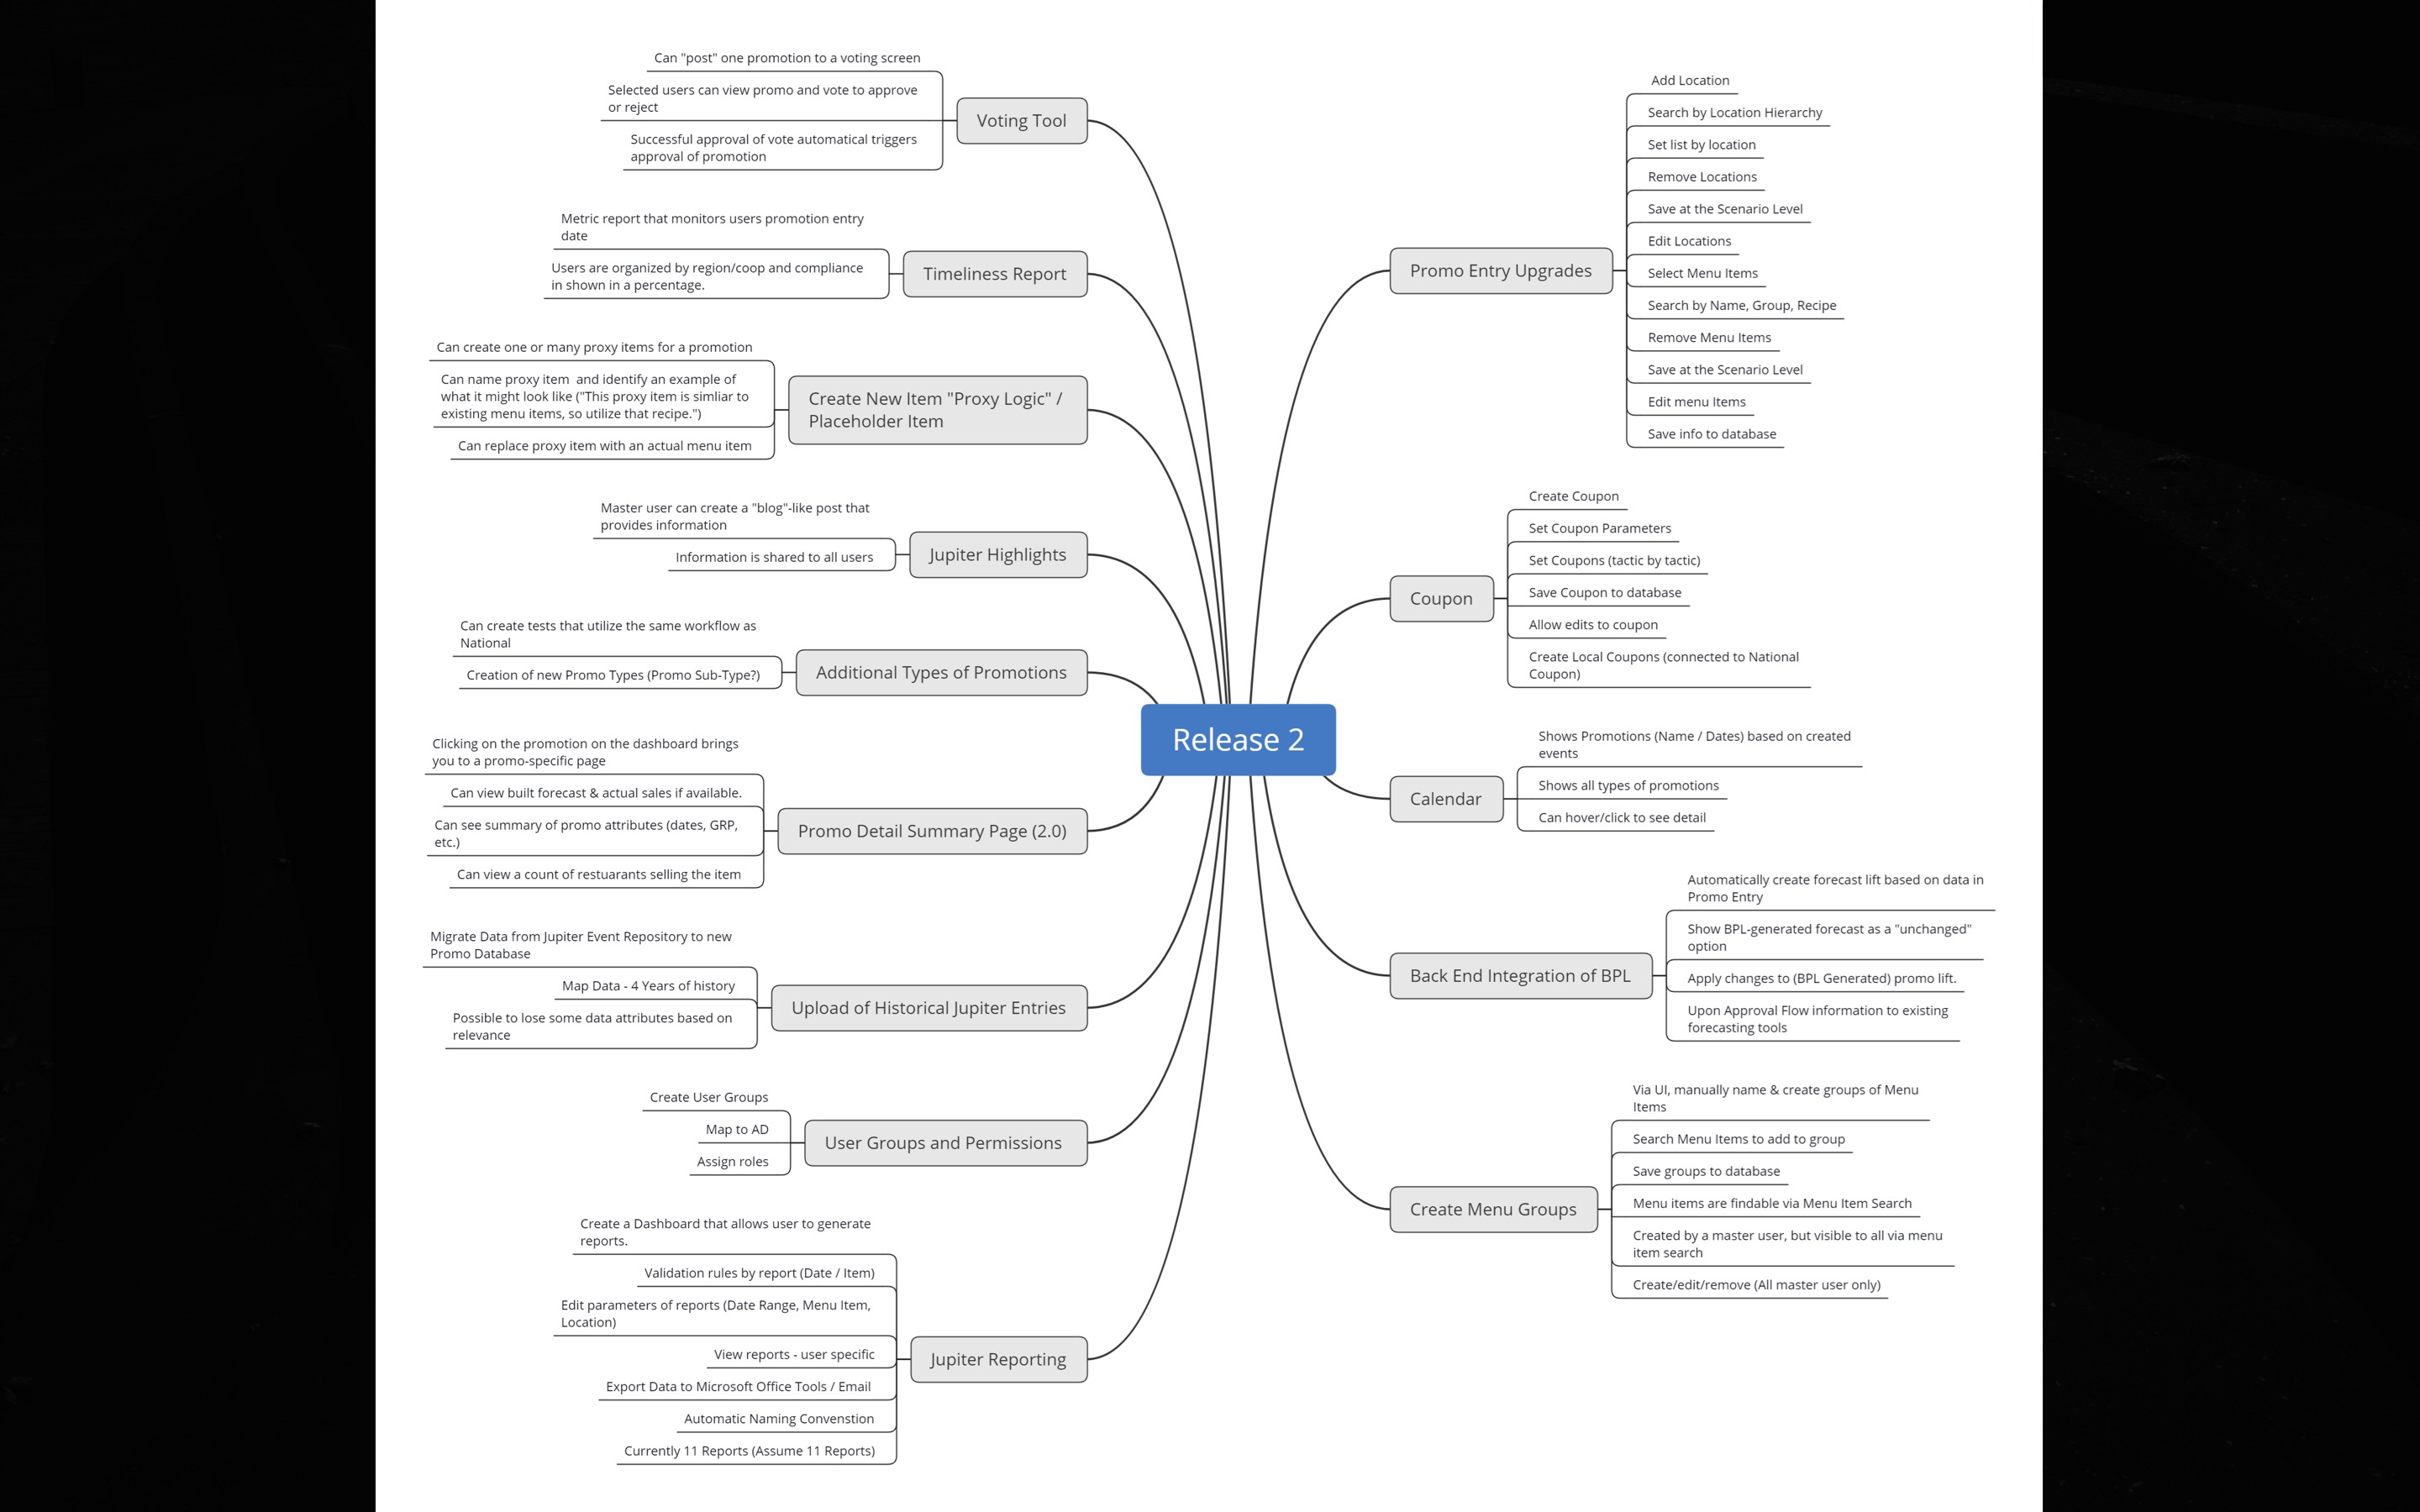 Can "post" one promotion to a voting screen
Selected users can view promo and vote to approve
or reject
Successful approval of vote automatical triggers
approval of promotion
Voting Tool
Metric report that monitors users promotion entry
date
Users are organized by region/coop and compliance
in shown in a percentage.
Timeliness Report
Can create one or many proxy items for a promotion
Can name proxy item  and identify an example of
what it might look like ("This proxy item is simliar to
existing menu items, so utilize that recipe.")
Can replace proxy item with an actual menu item
Create New Item "Proxy Logic" /
Placeholder Item
Master user can create a "blog"-like post that
provides information
Information is shared to all users
Jupiter Highlights
Can create tests that utilize the same workflow as
National
Creation of new Promo Types (Promo Sub-Type?)
Additional Types of Promotions
Clicking on the promotion on the dashboard brings
you to a promo-specific page
Can view built forecast & actual sales if available.
Can see summary of promo attributes (dates, GRP,
etc.)
Can view a count of restuarants selling the item
Promo Detail Summary Page (2.0)
Migrate Data from Jupiter Event Repository to new
Promo Database
Map Data - 4 Years of history
Possible to lose some data attributes based on
relevance
Upload of Historical Jupiter Entries
Create User Groups
Map to AD
Assign roles
User Groups and Permissions
Create a Dashboard that allows user to generate
reports.
Validation rules by report (Date / Item)
Edit parameters of reports (Date Range, Menu Item,
Location)
View reports - user specific
Export Data to Microsoft Office Tools / Email
Automatic Naming Convenstion
Currently 11 Reports (Assume 11 Reports)
Jupiter Reporting
Release 2
Promo Entry Upgrades
Add Location
Search by Location Hierarchy
Set list by location
Remove Locations
Save at the Scenario Level
Edit Locations
Select Menu Items
Search by Name, Group, Recipe
Remove Menu Items
Save at the Scenario Level
Edit menu Items
Save info to database
Coupon
Create Coupon
Set Coupon Parameters
Set Coupons (tactic by tactic)
Save Coupon to database
Allow edits to coupon
Create Local Coupons (connected to National
Coupon)
Calendar
Shows Promotions (Name / Dates) based on created
events
Shows all types of promotions
Can hover/click to see detail
Back End Integration of BPL
Automatically create forecast lift based on data in
Promo Entry
Show BPL-generated forecast as a "unchanged"
option
Apply changes to (BPL Generated) promo lift.
Upon Approval Flow information to existing
forecasting tools
Create Menu Groups
Via UI, manually name & create groups of Menu
Items
Search Menu Items to add to group
Save groups to database
Menu items are findable via Menu Item Search
Created by a master user, but visible to all via menu
item search
Create/edit/remove (All master user only)